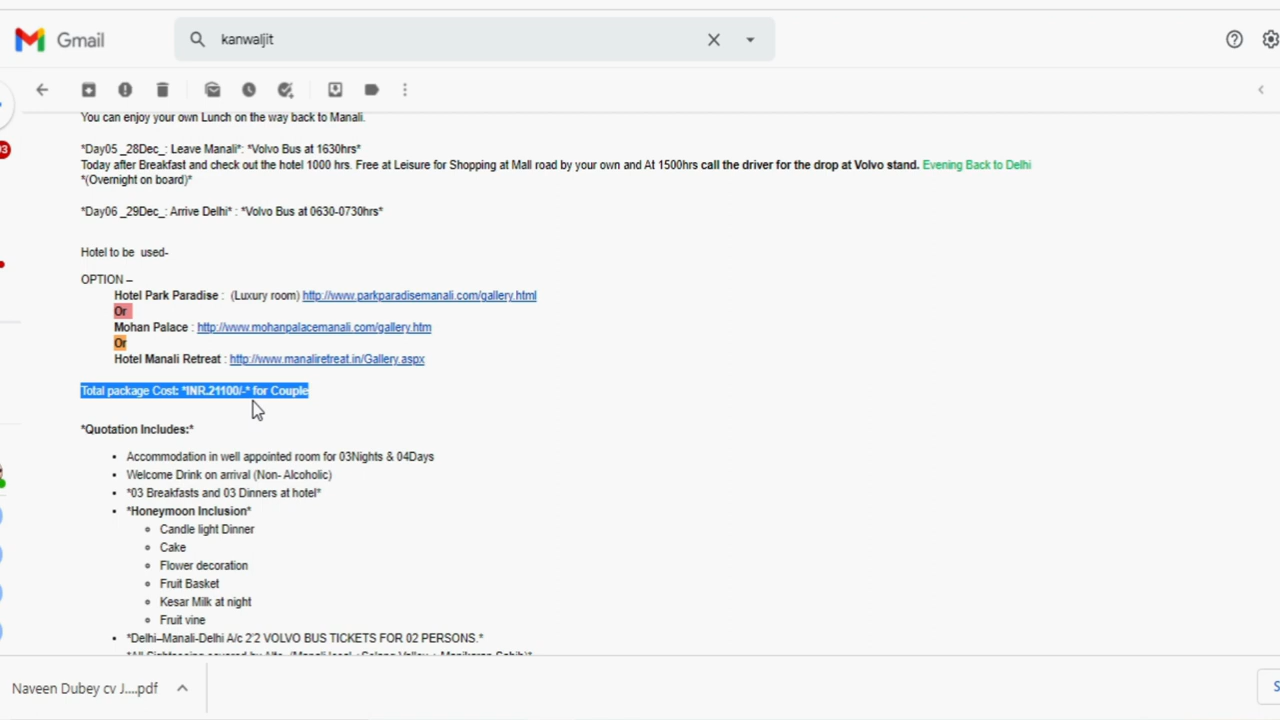 Gmail
kanwaljit
You can enjoy your own Lunch on the way back to Manali.
*Day05 _28Dec_: Leave Manali*: *Volvo Bus at 1630hrs*
Today after Breakfast and check out the hotel 1000 hrs. Free at Leisure for Shopping at Mall road by your own and At 1500hrs call the driver for the drop at Volvo stand. Evening Back to Delhi
*(Overnight on board)*
*Day06 _29Dec_: Arrive Delhi* : *Volvo Bus at 0630-0730hrs*
Hotel to be used-
OPTION –
Hotel Park Paradise : (Luxury room) http://www.parkparadisemanali.com/gallery.html
Or
Mohan Palace : http://www.mohanpalacemanali.com/gallery.htm
Or
Hotel Manali Retreat : http://www.manaliretreat.in/Gallery.aspx
Total package Cost: *INR.21100/-* for Couple
*Quotation Includes:*
• Accommodation in well appointed room for 03Nights & 04Days
• Welcome Drink on arrival (Non- Alcoholic)
• *03 Breakfasts and 03 Dinners at hotel*
• *Honeymoon Inclusion*
Candle light Dinner
Cake
Flower decoration
Fruit Basket
Kesar Milk at night
Fruit vine
• *Delhi–Manali-Delhi A/c 2'2 VOLVO BUS TICKETS FOR 02 PERSONS.*
Naveen Dubey cv J....pdf